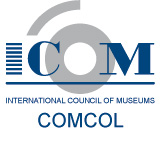 ICOM
INTERNATIONAL COUNCIL OF MUSEUMS
COMCOL